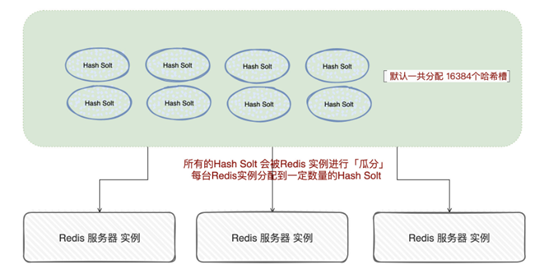 Hash Solt Hash Solt Hash Solt Hash Solt
Hash Solt Hash Solt Hash Solt Hash Solt
默认一共分配 16384个哈希槽
所有的Hash Solt 会被Redis 实例进行「瓜分」
每台Redis实例分配到一定数量的Hash Solt
Redis 服务器 实例 Redis 服务器 实例 Redis 服务器 实例